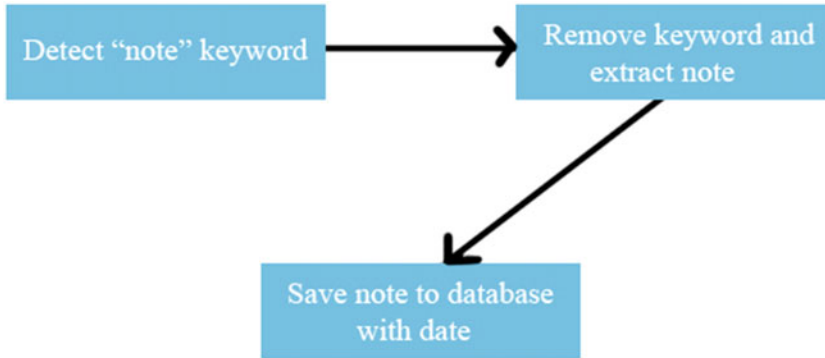 Detect “note” keyword
Remove keyword and
extract note
Save note to database
with date